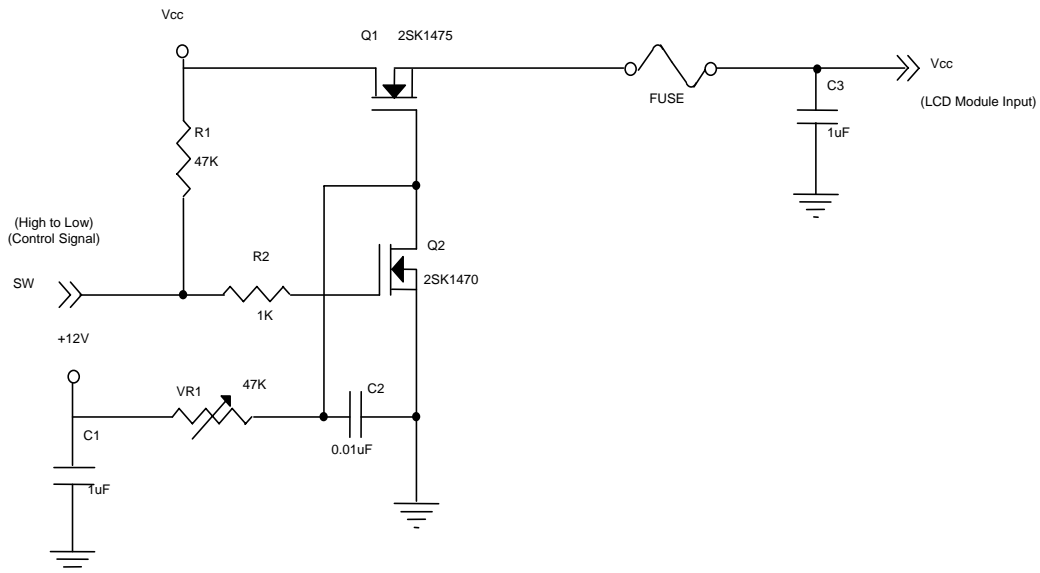 Vcc
Q1 2SK1475
Vcc
FUSE
C3
(LCD Module Input)
R1
1uF
47K
(High to Low)
(Control Signal)
Q2
R2
SW
2SK1470
1K
+12V
VR1
47K
C2
C1
0.01uF
1uF